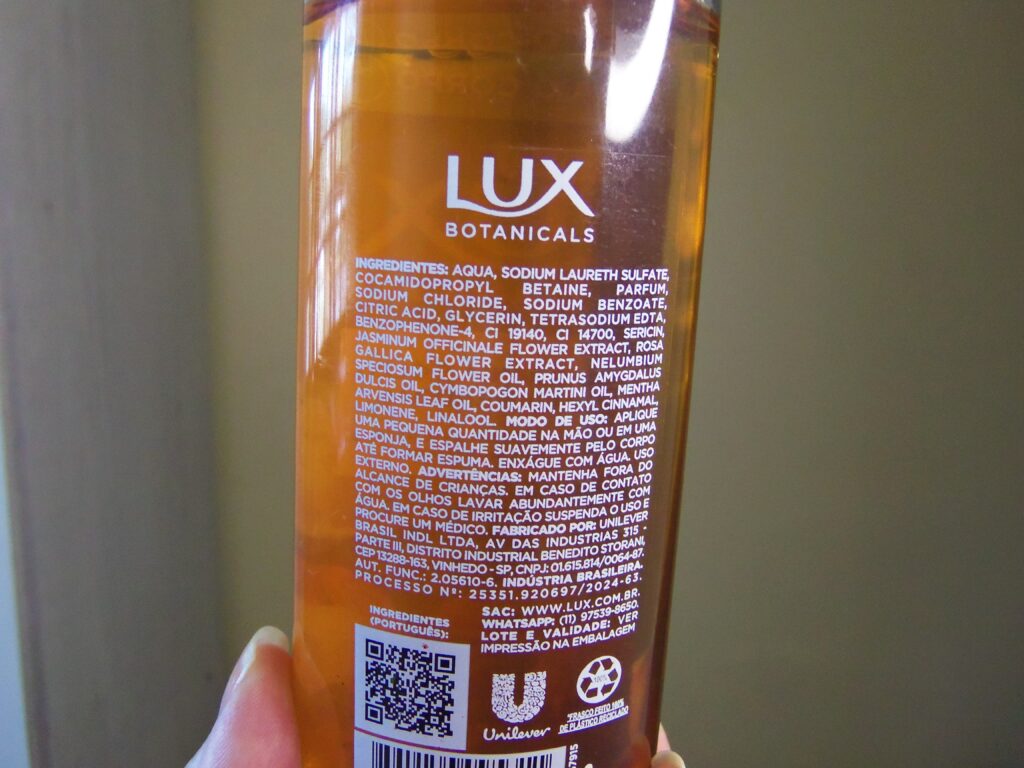 LUX
BOTANICALS
INGREDIENTES: AQUA, SODIUM LAURETH SULFATE,
COCAMIDOPROPYL BETAINE, PARFUM,
SODIUM CHLORIDE, SODIUM BENZOATE,
CITRIC ACID, GLYCERIN, TETRASODIUM EDTA,
BENZOPHENONE-4, CI 19140, CI 14700, SERICIN,
JASMINUM OFFICINALE FLOWER EXTRACT, ROSA
GALLICA FLOWER EXTRACT, NELUMBIUM
SPECIOSUM FLOWER OIL, PRUNUS AMYGDALUS
DULCIS OIL, CYMBOPOGON MARTINI OIL, MENTHA
ARVENSIS LEAF OIL, COUMARIN, HEXYL CINNAMAL,
LIMONENE, LINALOOL. MODO DE USO: APLIQUE
UMA PEQUENA QUANTIDADE NA MÃO OU EM UMA
ESPONJA, E ESPALHE SUAVEMENTE PELO CORPO
ATÉ FORMAR ESPUMA. ENXÁGUE COM ÁGUA. USO
EXTERNO. ADVERTÊNCIAS: MANTENHA FORA DO
ALCANCE DE CRIANÇAS. EM CASO DE CONTATO
COM OS OLHOS LAVAR ABUNDANTEMENTE COM
ÁGUA. EM CASO DE IRRITAÇÃO SUSPENDA O USO E
PROCURE UM MÉDICO. FABRICADO POR: UNILEVER
BRASIL INDL LTDA, AV DAS INDUSTRIAS 315 -
PARTE III, DISTRITO INDUSTRIAL BENEDITO STORANI,
CEP 13288-163, VINHEDO - SP, CNPJ: 01.615.814/0064-87.
AUT. FUNC.: 2.05610-6. INDÚSTRIA BRASILEIRA.
PROCESSO Nº: 25351.920697/2024-63.
INGREDIENTES
(PORTUGUÊS):
SAC: WWW.LUX.COM.BR.
WHATSAPP: (11) 97539-8650.
LOTE E VALIDADE: VER
IMPRESSÃO NA EMBALAGEM
Unilever
100%
*FRASCO FEITO 100%
DE PLÁSTICO RECICLADO
7915